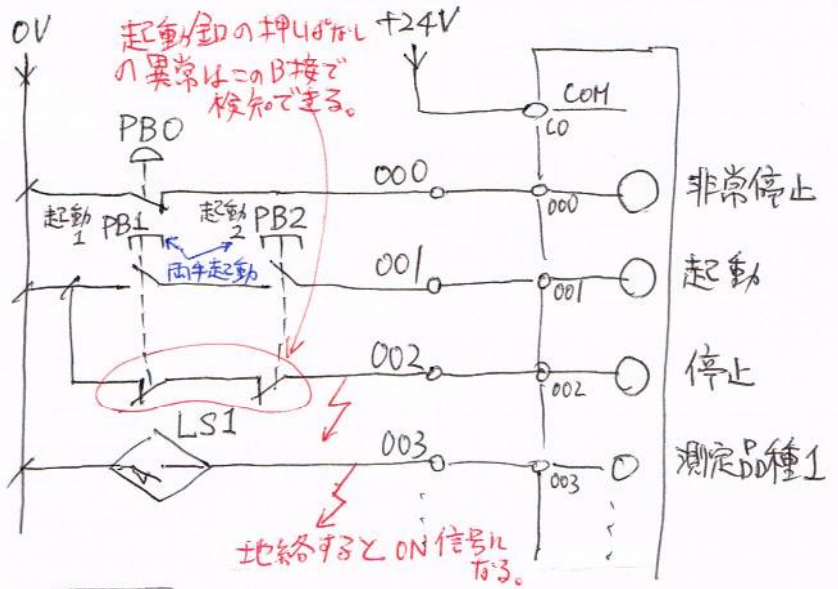 0V
起動釦の押しぱなし
の異常はこのB接で
検知できる。
+24V
COM
C0
PB0
000
000
非常停止
起動1
PB1
起動2
PB2
両手起動
001
001
起動
002
002
停止
LS1
003
003
測定品種1
地絡するとON信号に
なる。